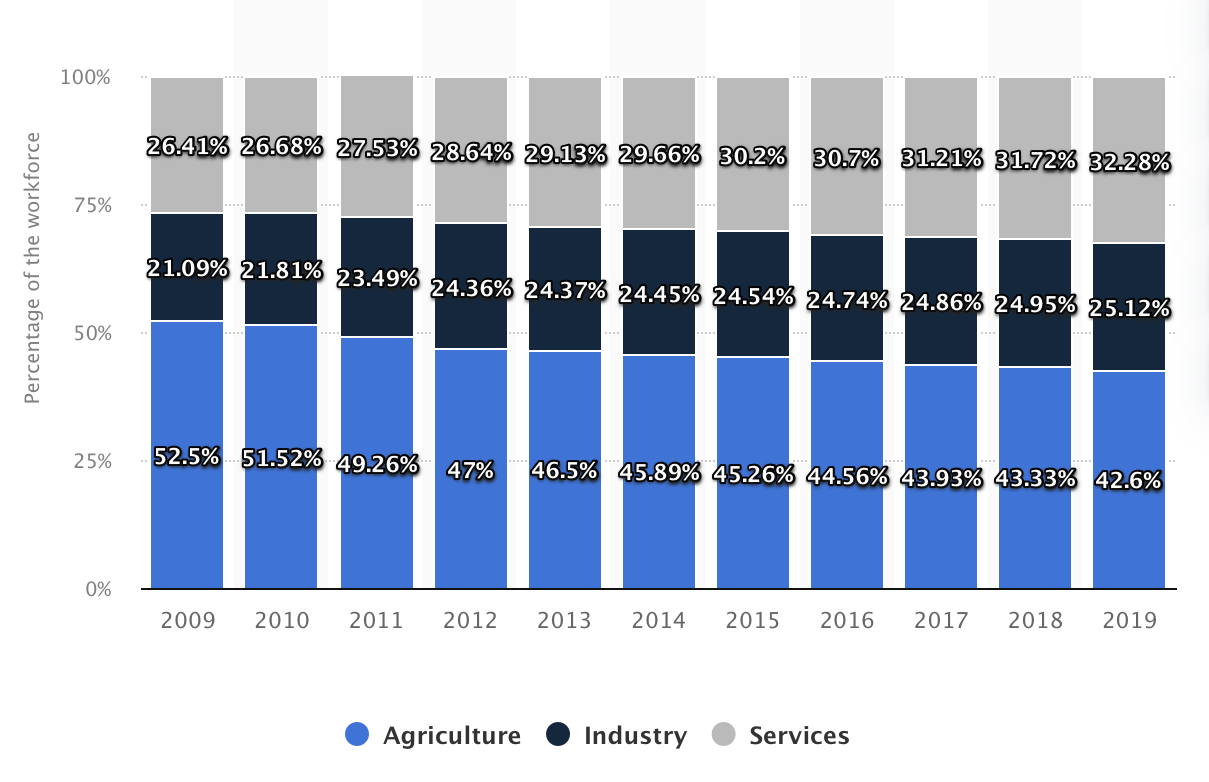 Percentage of the workforce
100%
75%
50%
25%
0%
26.41% 26.68% 27.53% 28.64% 29.13% 29.66% 30.2% 30.7% 31.21% 31.72% 32.28%
21.09% 21.81% 23.49% 24.36% 24.37% 24.45% 24.54% 24.74% 24.86% 24.95% 25.12%
52.5% 51.52% 49.26% 47% 46.5% 45.89% 45.26% 44.56% 43.93% 43.33% 42.6%
2009 2010 2011 2012 2013 2014 2015 2016 2017 2018 2019
Agriculture Industry Services